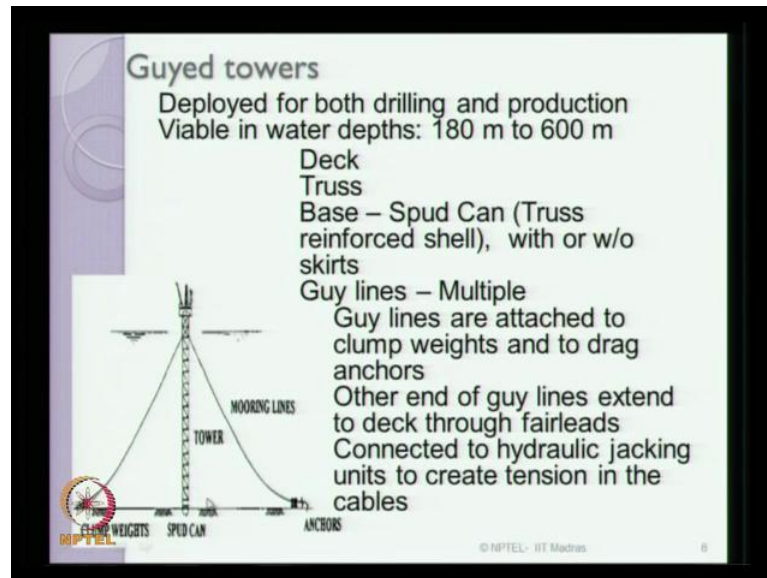 Guyed towers
Deployed for both drilling and production
Viable in water depths: 180 m to 600 m
Deck
Truss
Base – Spud Can (Truss
reinforced shell), with or w/o
skirts
Guy lines – Multiple
Guy lines are attached to
clump weights and to drag
anchors
Other end of guy lines extend
to deck through fairleads
Connected to hydraulic jacking
units to create tension in the
cables
MOORING LINES
TOWER
CLUMP WEIGHTS SPUD CAN ANCHORS
NPTEL
© NPTEL- IIT Madras 6